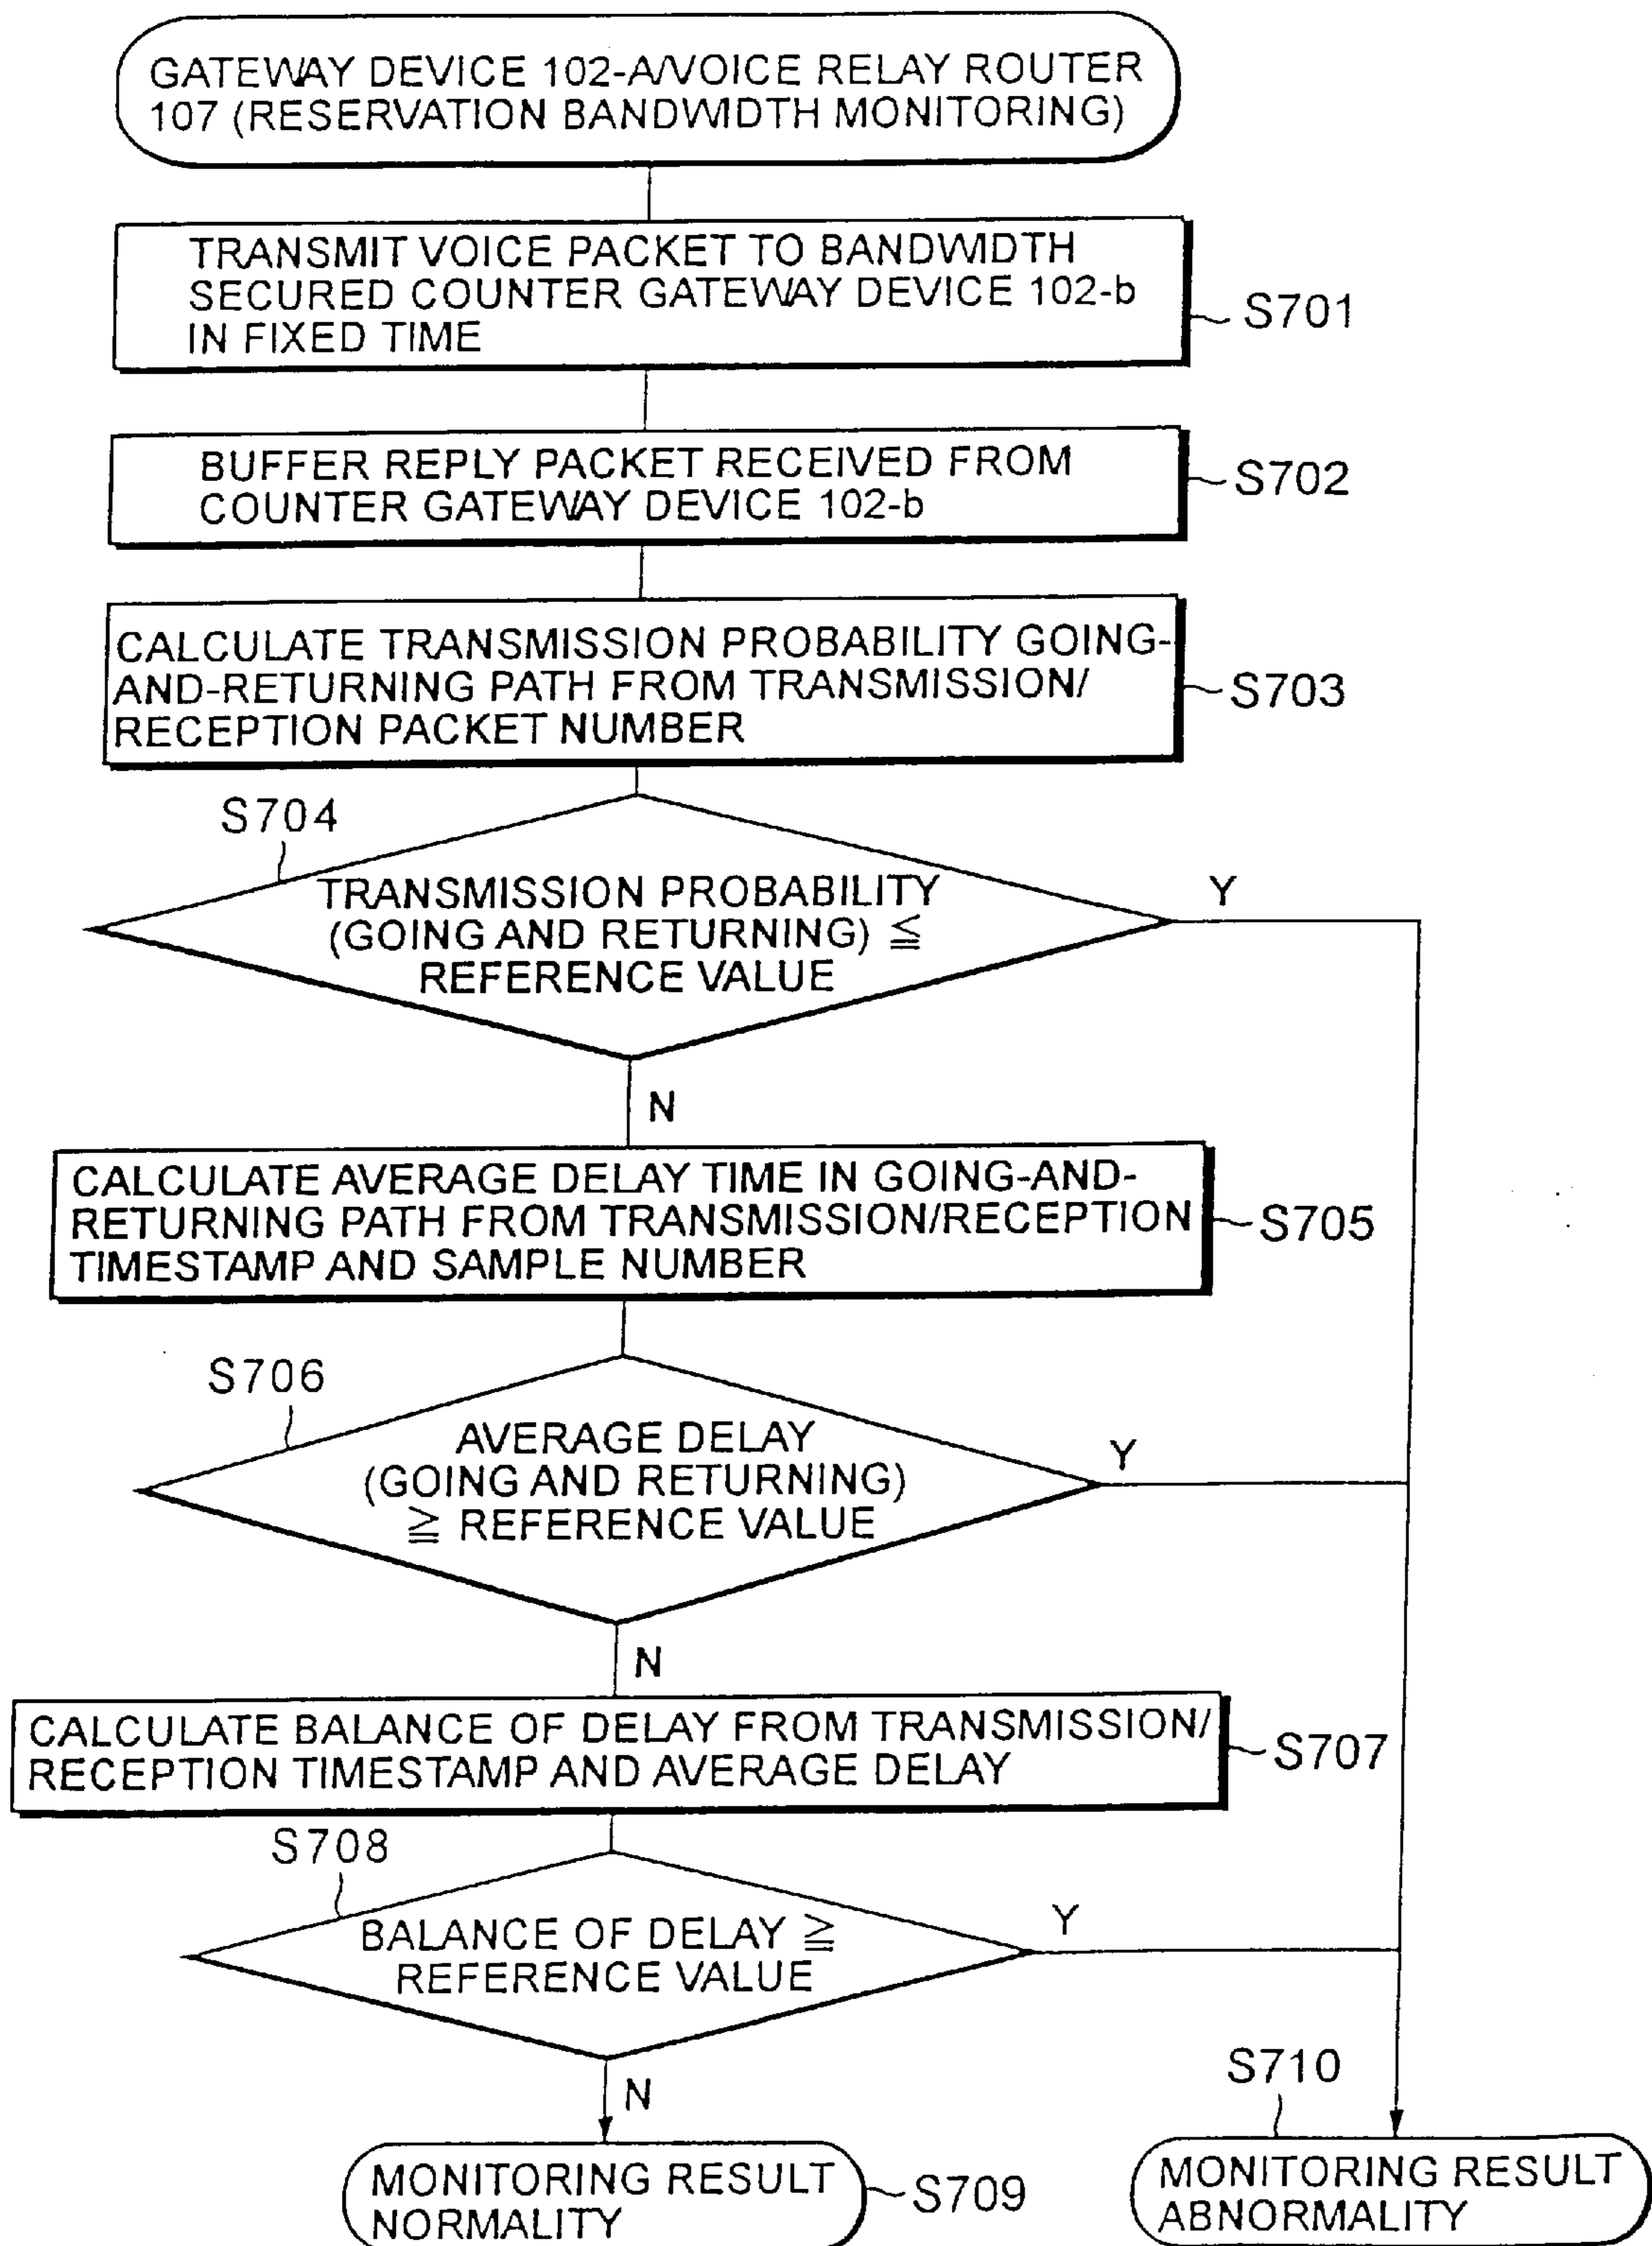 GATEWAY DEVICE 102-A/VOICE RELAY ROUTER
107 (RESERVATION BANDWIDTH MONITORING)
TRANSMIT VOICE PACKET TO BANDWIDTH
SECURED COUNTER GATEWAY DEVICE 102-b
IN FIXED TIME
S701
BUFFER REPLY PACKET RECEIVED FROM
COUNTER GATEWAY DEVICE 102-b
S702
CALCULATE TRANSMISSION PROBABILITY GOING-
AND-RETURNING PATH FROM TRANSMISSION/
RECEPTION PACKET NUMBER
S703
S704
TRANSMISSION PROBABILITY
(GOING AND RETURNING) ≦
REFERENCE VALUE
Y
N
CALCULATE AVERAGE DELAY TIME IN GOING-AND-
RETURNING PATH FROM TRANSMISSION/RECEPTION
TIMESTAMP AND SAMPLE NUMBER
S705
S706
AVERAGE DELAY
(GOING AND RETURNING)
≧ REFERENCE VALUE
Y
N
CALCULATE BALANCE OF DELAY FROM TRANSMISSION/
RECEPTION TIMESTAMP AND AVERAGE DELAY
S707
S708
BALANCE OF DELAY ≧
REFERENCE VALUE
Y
N
MONITORING RESULT
NORMALITY
S709
S710
MONITORING RESULT
ABNORMALITY